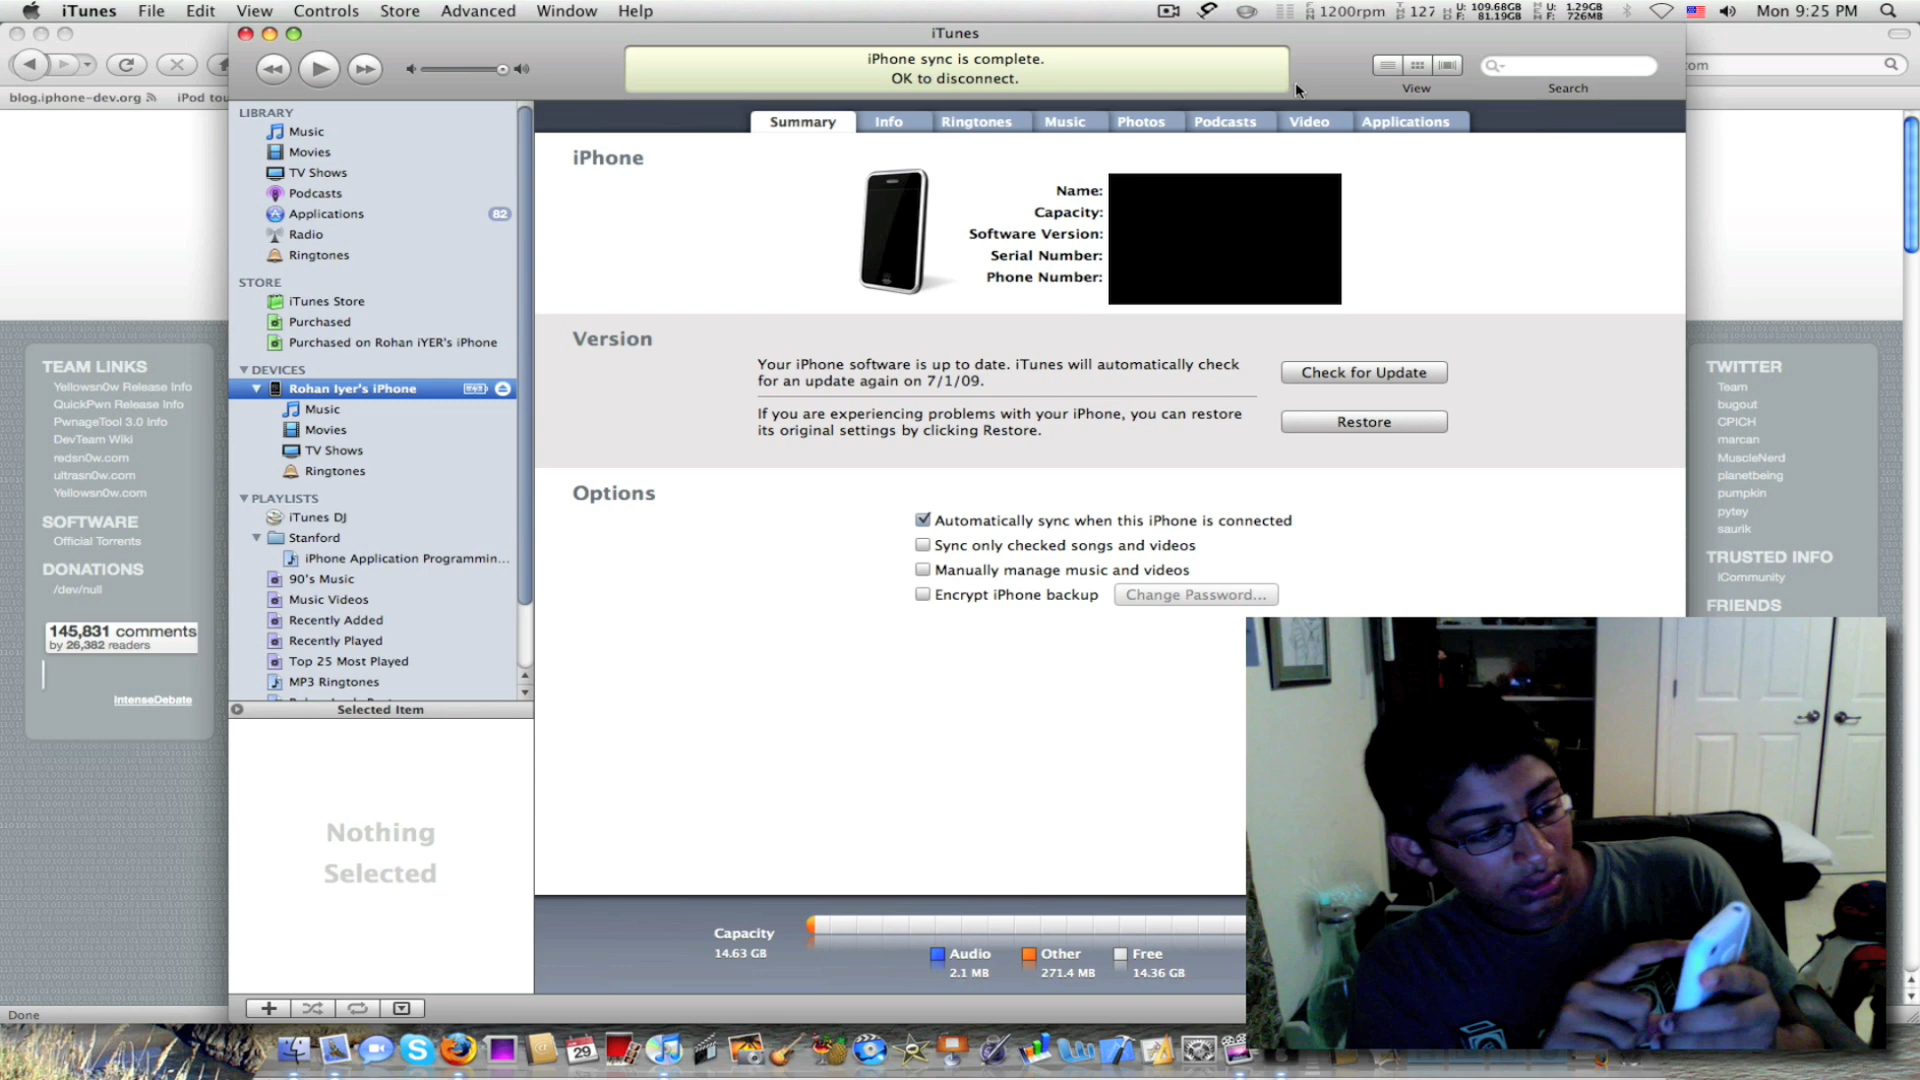 iTunes File Edit View Controls Store Advanced Window Help
1200rpm 127 U: 109.68GB F: 81.19GB U: 1.29GB F: 726MB Mon 9:25 PM
iTunes
iPhone sync is complete.
OK to disconnect.
View
Search
com
blog.iphone-dev.org iPod tou
LIBRARY
Music
Movies
TV Shows
Podcasts
Applications 82
Radio
Ringtones
STORE
iTunes Store
Purchased
Purchased on Rohan iYER's iPhone
DEVICES
Rohan Iyer's iPhone
Music
Movies
TV Shows
Ringtones
PLAYLISTS
iTunes DJ
Stanford
iPhone Application Programmin...
90's Music
Music Videos
Recently Added
Recently Played
Top 25 Most Played
MP3 Ringtones
Selected Item
Nothing
Selected
Summary Info Ringtones Music Photos Podcasts Video Applications
iPhone
Name:
Capacity:
Software Version:
Serial Number:
Phone Number:
Version
Your iPhone software is up to date. iTunes will automatically check
for an update again on 7/1/09.
Check for Update
If you are experiencing problems with your iPhone, you can restore
its original settings by clicking Restore.
Restore
Options
Automatically sync when this iPhone is connected
Sync only checked songs and videos
Manually manage music and videos
Encrypt iPhone backup Change Password...
Capacity
14.63 GB
Audio
2.1 MB
Other
271.4 MB
Free
14.36 GB
TEAM LINKS
Yellowsn0w Release Info
QuickPwn Release Info
PwnageTool 3.0 Info
DevTeam Wiki
redsn0w.com
ultrasn0w.com
Yellowsn0w.com
SOFTWARE
Official Torrents
DONATIONS
/dev/null
145,831 comments
by 26,382 readers
IntenseDebate
TWITTER
Team
bugout
CPICH
marcan
MuscleNerd
planetbeing
pumpkin
pytey
saurik
TRUSTED INFO
iCommunity
FRIENDS
Done
29